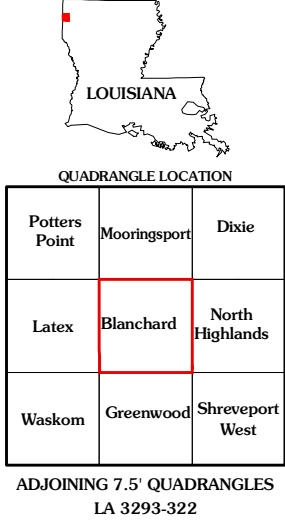 LOUISIANA
QUADRANGLE LOCATION
Potters
Point
Mooringsport
Dixie
Latex
Blanchard
North
Highlands
Waskom
Greenwood
Shreveport
West
ADJOINING 7.5' QUADRANGLES
LA 3293-322